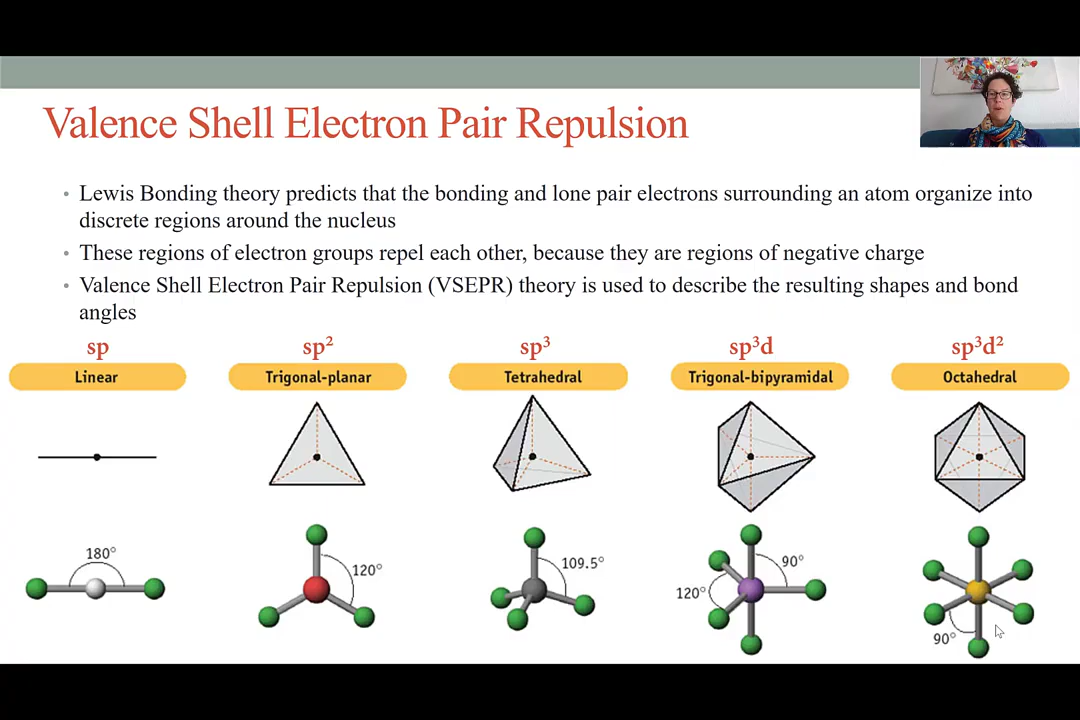 Valence Shell Electron Pair Repulsion
• Lewis Bonding theory predicts that the bonding and lone pair electrons surrounding an atom organize into
discrete regions around the nucleus
• These regions of electron groups repel each other, because they are regions of negative charge
• Valence Shell Electron Pair Repulsion (VSEPR) theory is used to describe the resulting shapes and bond
angles
sp sp² sp³ sp³d sp³d²
Linear Trigonal-planar Tetrahedral Trigonal-bipyramidal Octahedral
180° 120° 109.5° 90° 120° 90°